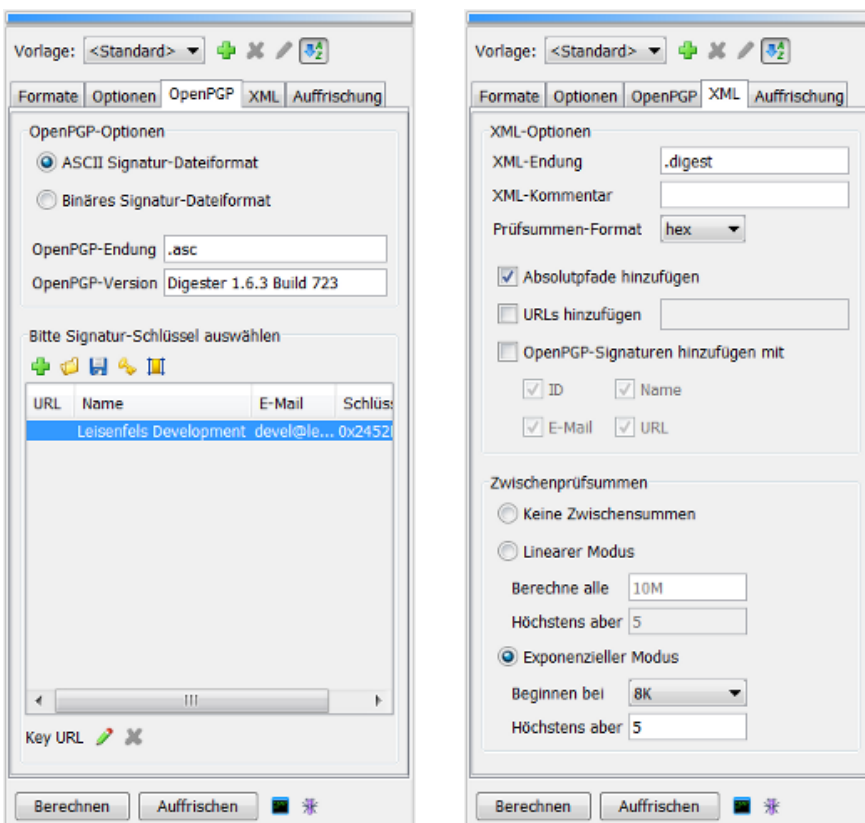 Vorlage: <Standard>
Formate Optionen OpenPGP XML Auffrischung
OpenPGP-Optionen
ASCII Signatur-Dateiformat
Binäres Signatur-Dateiformat
OpenPGP-Endung .asc
OpenPGP-Version Digester 1.6.3 Build 723
Bitte Signatur-Schlüssel auswählen
URL Name E-Mail Schlüss
Leisenfels Development devel@le... 0x2452
Key URL
Berechnen Auffrischen
Vorlage: <Standard>
Formate Optionen OpenPGP XML Auffrischung
XML-Optionen
XML-Endung .digest
XML-Kommentar
Prüfsummen-Format hex
Absolutpfade hinzufügen
URLs hinzufügen
OpenPGP-Signaturen hinzufügen mit
ID Name
E-Mail URL
Zwischenprüfsummen
Keine Zwischensummen
Linearer Modus
Berechne alle 10M
Höchstens aber 5
Exponenzieller Modus
Beginnen bei 8K
Höchstens aber 5
Berechnen Auffrischen